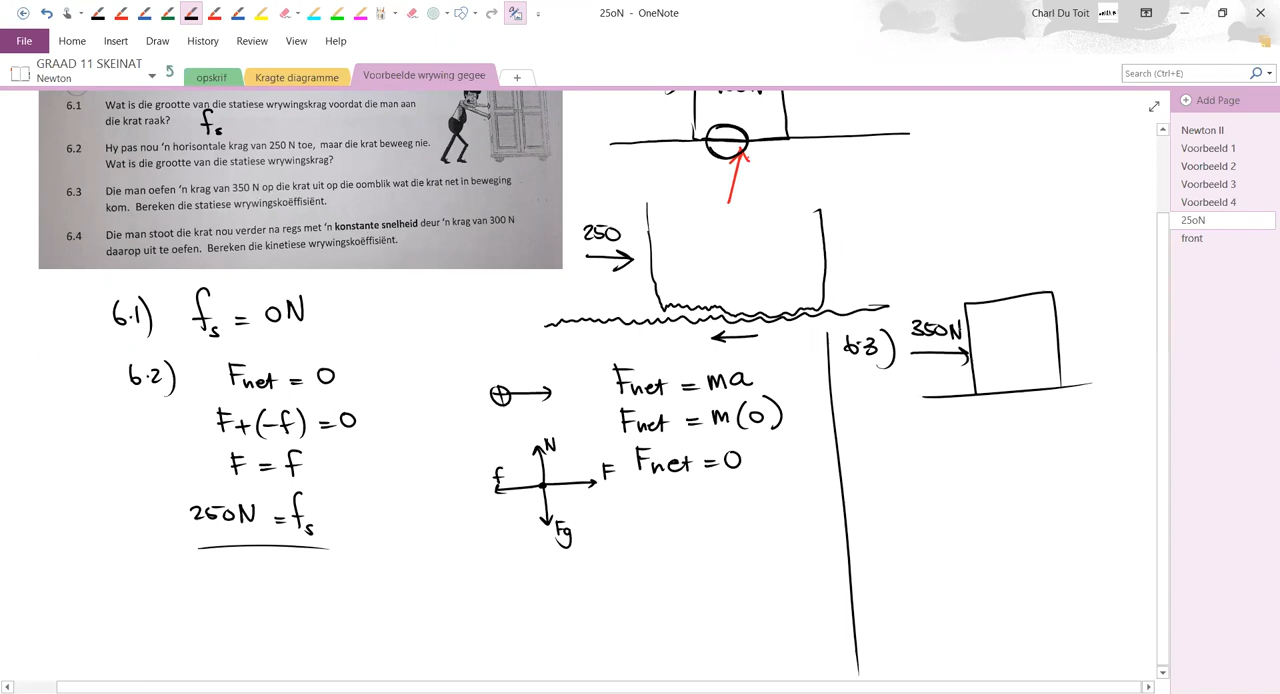 25oN - OneNote
Charl Du Toit
File Home Insert Draw History Review View Help
GRAAD 11 SKEINAT
Newton
opskrif
Kragte diagramme
Voorbeelde wrywing gegee
Search (Ctrl+E)
Add Page
Newton II
Voorbeeld 1
Voorbeeld 2
Voorbeeld 3
Voorbeeld 4
25oN
front
6.1 Wat is die grootte van die statiese wrywingskrag voordat die man aan
die krat raak?
fs
6.2 Hy pas nou 'n horisontale krag van 250 N toe, maar die krat beweeg nie.
Wat is die grootte van die statiese wrywingskrag?
6.3 Die man oefen 'n krag van 350 N op die krat uit op die oomblik wat die krat net in beweging
kom. Bereken die statiese wrywingskoëffisiënt.
6.4 Die man stoot die krat nou verder na regs met 'n konstante snelheid deur 'n krag van 300 N
daarop uit te oefen. Bereken die kinetiese wrywingskoëffisiënt.
250
6.1) fs = 0N
6.2) Fnet = 0
F+(-f) = 0
F = f
250N = fs
N
f
F
Fg
Fnet = ma
Fnet = m(0)
Fnet = 0
6.3) 350N